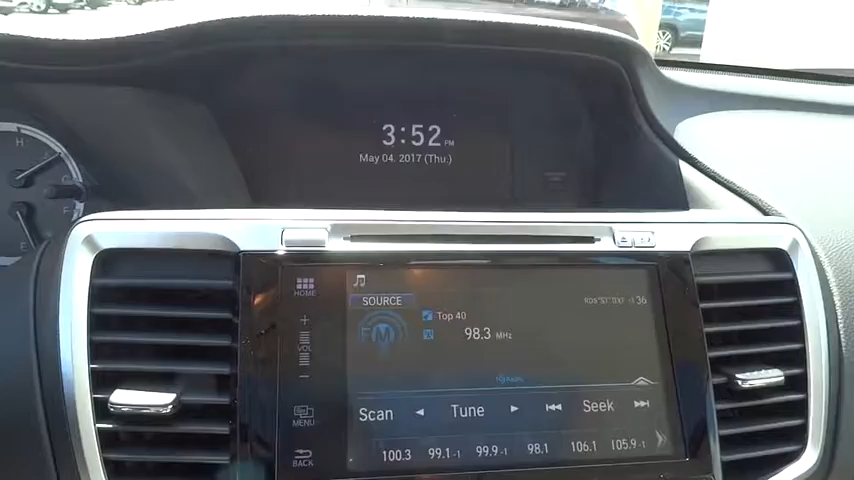 H
3:52 PM
May 04. 2017 (Thu.)
C
E
HOME
SOURCE
Top 40
FM
98.3 MHz
VOL
Scan Tune Seek
MENU
100.3 99.1-1 99.9-1 98.1 106.1 105.9-1
BACK